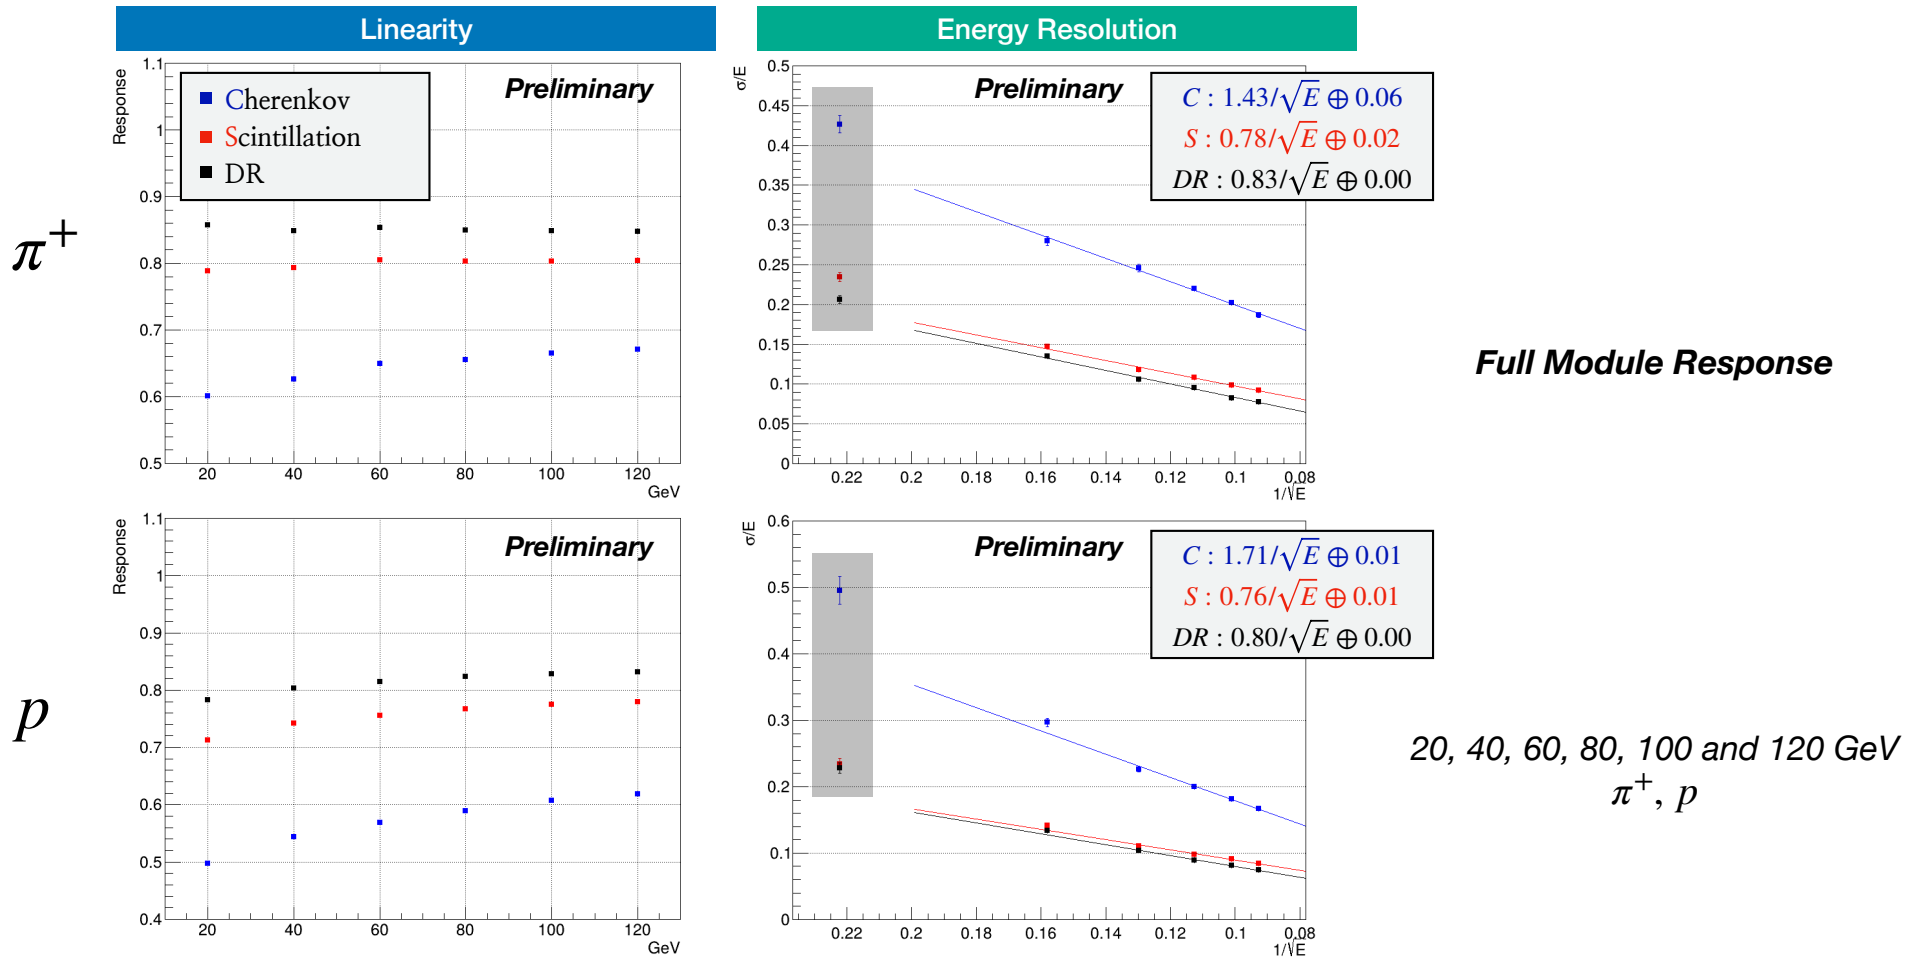 Linearity
Energy Resolution
π+
Response
1.1
1
0.9
0.8
0.7
0.6
0.5
Preliminary
Cherenkov
Scintillation
DR
20 40 60 80 100 120
GeV
σ/E
0.5
0.45
0.4
0.35
0.3
0.25
0.2
0.15
0.1
0.05
0
Preliminary
C : 1.43/√E ⊕ 0.06
S : 0.78/√E ⊕ 0.02
DR : 0.83/√E ⊕ 0.00
0.22 0.2 0.18 0.16 0.14 0.12 0.1 0.08
1/√E
Full Module Response
p
Response
1.1
1
0.9
0.8
0.7
0.6
0.5
0.4
Preliminary
20 40 60 80 100 120
GeV
σ/E
0.6
0.5
0.4
0.3
0.2
0.1
0
Preliminary
C : 1.71/√E ⊕ 0.01
S : 0.76/√E ⊕ 0.01
DR : 0.80/√E ⊕ 0.00
0.22 0.2 0.18 0.16 0.14 0.12 0.1 0.08
1/√E
20, 40, 60, 80, 100 and 120 GeV
π+, p